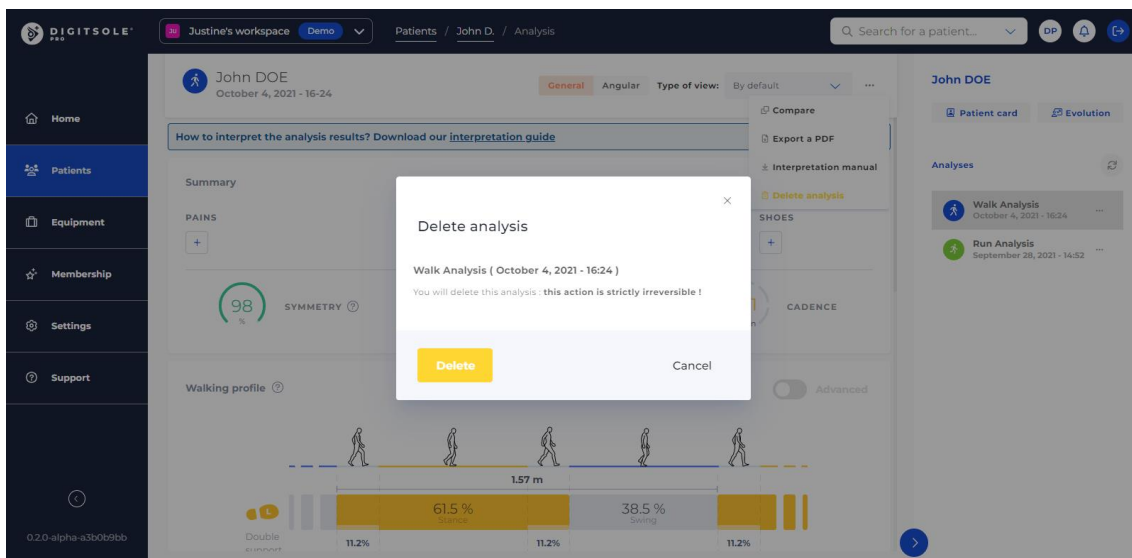 DIGITSOLE
PRO
JU Justine's workspace Demo
Patients / John D. / Analysis
Search for a patient...
DP
Home
Patients
Equipment
Membership
Settings
Support
0.2.0-alpha-a3b0b9bb
John DOE
October 4, 2021 - 16-24
General Angular Type of view: By default ...
Compare
Export a PDF
Interpretation manual
Delete analysis
How to interpret the analysis results? Download our interpretation guide
Summary
PAINS
+
SHOES
+
98
%
SYMMETRY ?
CADENCE
Delete analysis
Walk Analysis ( October 4, 2021 - 16:24 )
You will delete this analysis : this action is strictly irreversible !
Delete Cancel
Walking profile ?
Advanced
1.57 m
L
61.5 %
Stance
38.5 %
Swing
Double
support
11.2% 11.2% 11.2%
John DOE
Patient card Evolution
Analyses
Walk Analysis ...
October 4, 2021 - 16:24
Run Analysis ...
September 28, 2021 - 14:52